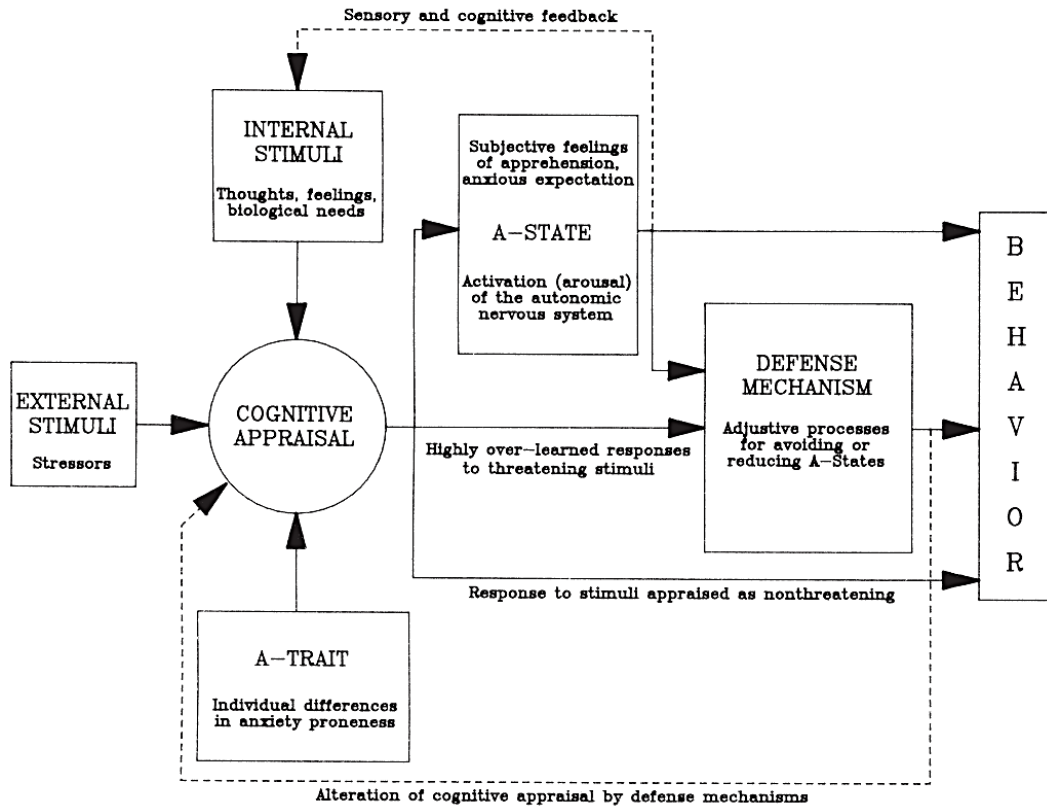 Sensory and cognitive feedback
INTERNAL
STIMULI
Thoughts, feelings,
biological needs
Subjective feelings
of apprehension,
anxious expectation
A-STATE
Activation (arousal)
of the autonomic
nervous system
EXTERNAL
STIMULI
Stressors
COGNITIVE
APPRAISAL
Highly over-learned responses
to threatening stimuli
DEFENSE
MECHANISM
Adjustive processes
for avoiding or
reducing A-States
BEHAVIOR
Response to stimuli appraised as nonthreatening
A-TRAIT
Individual differences
in anxiety proneness
Alteration of cognitive appraisal by defense mechanisms